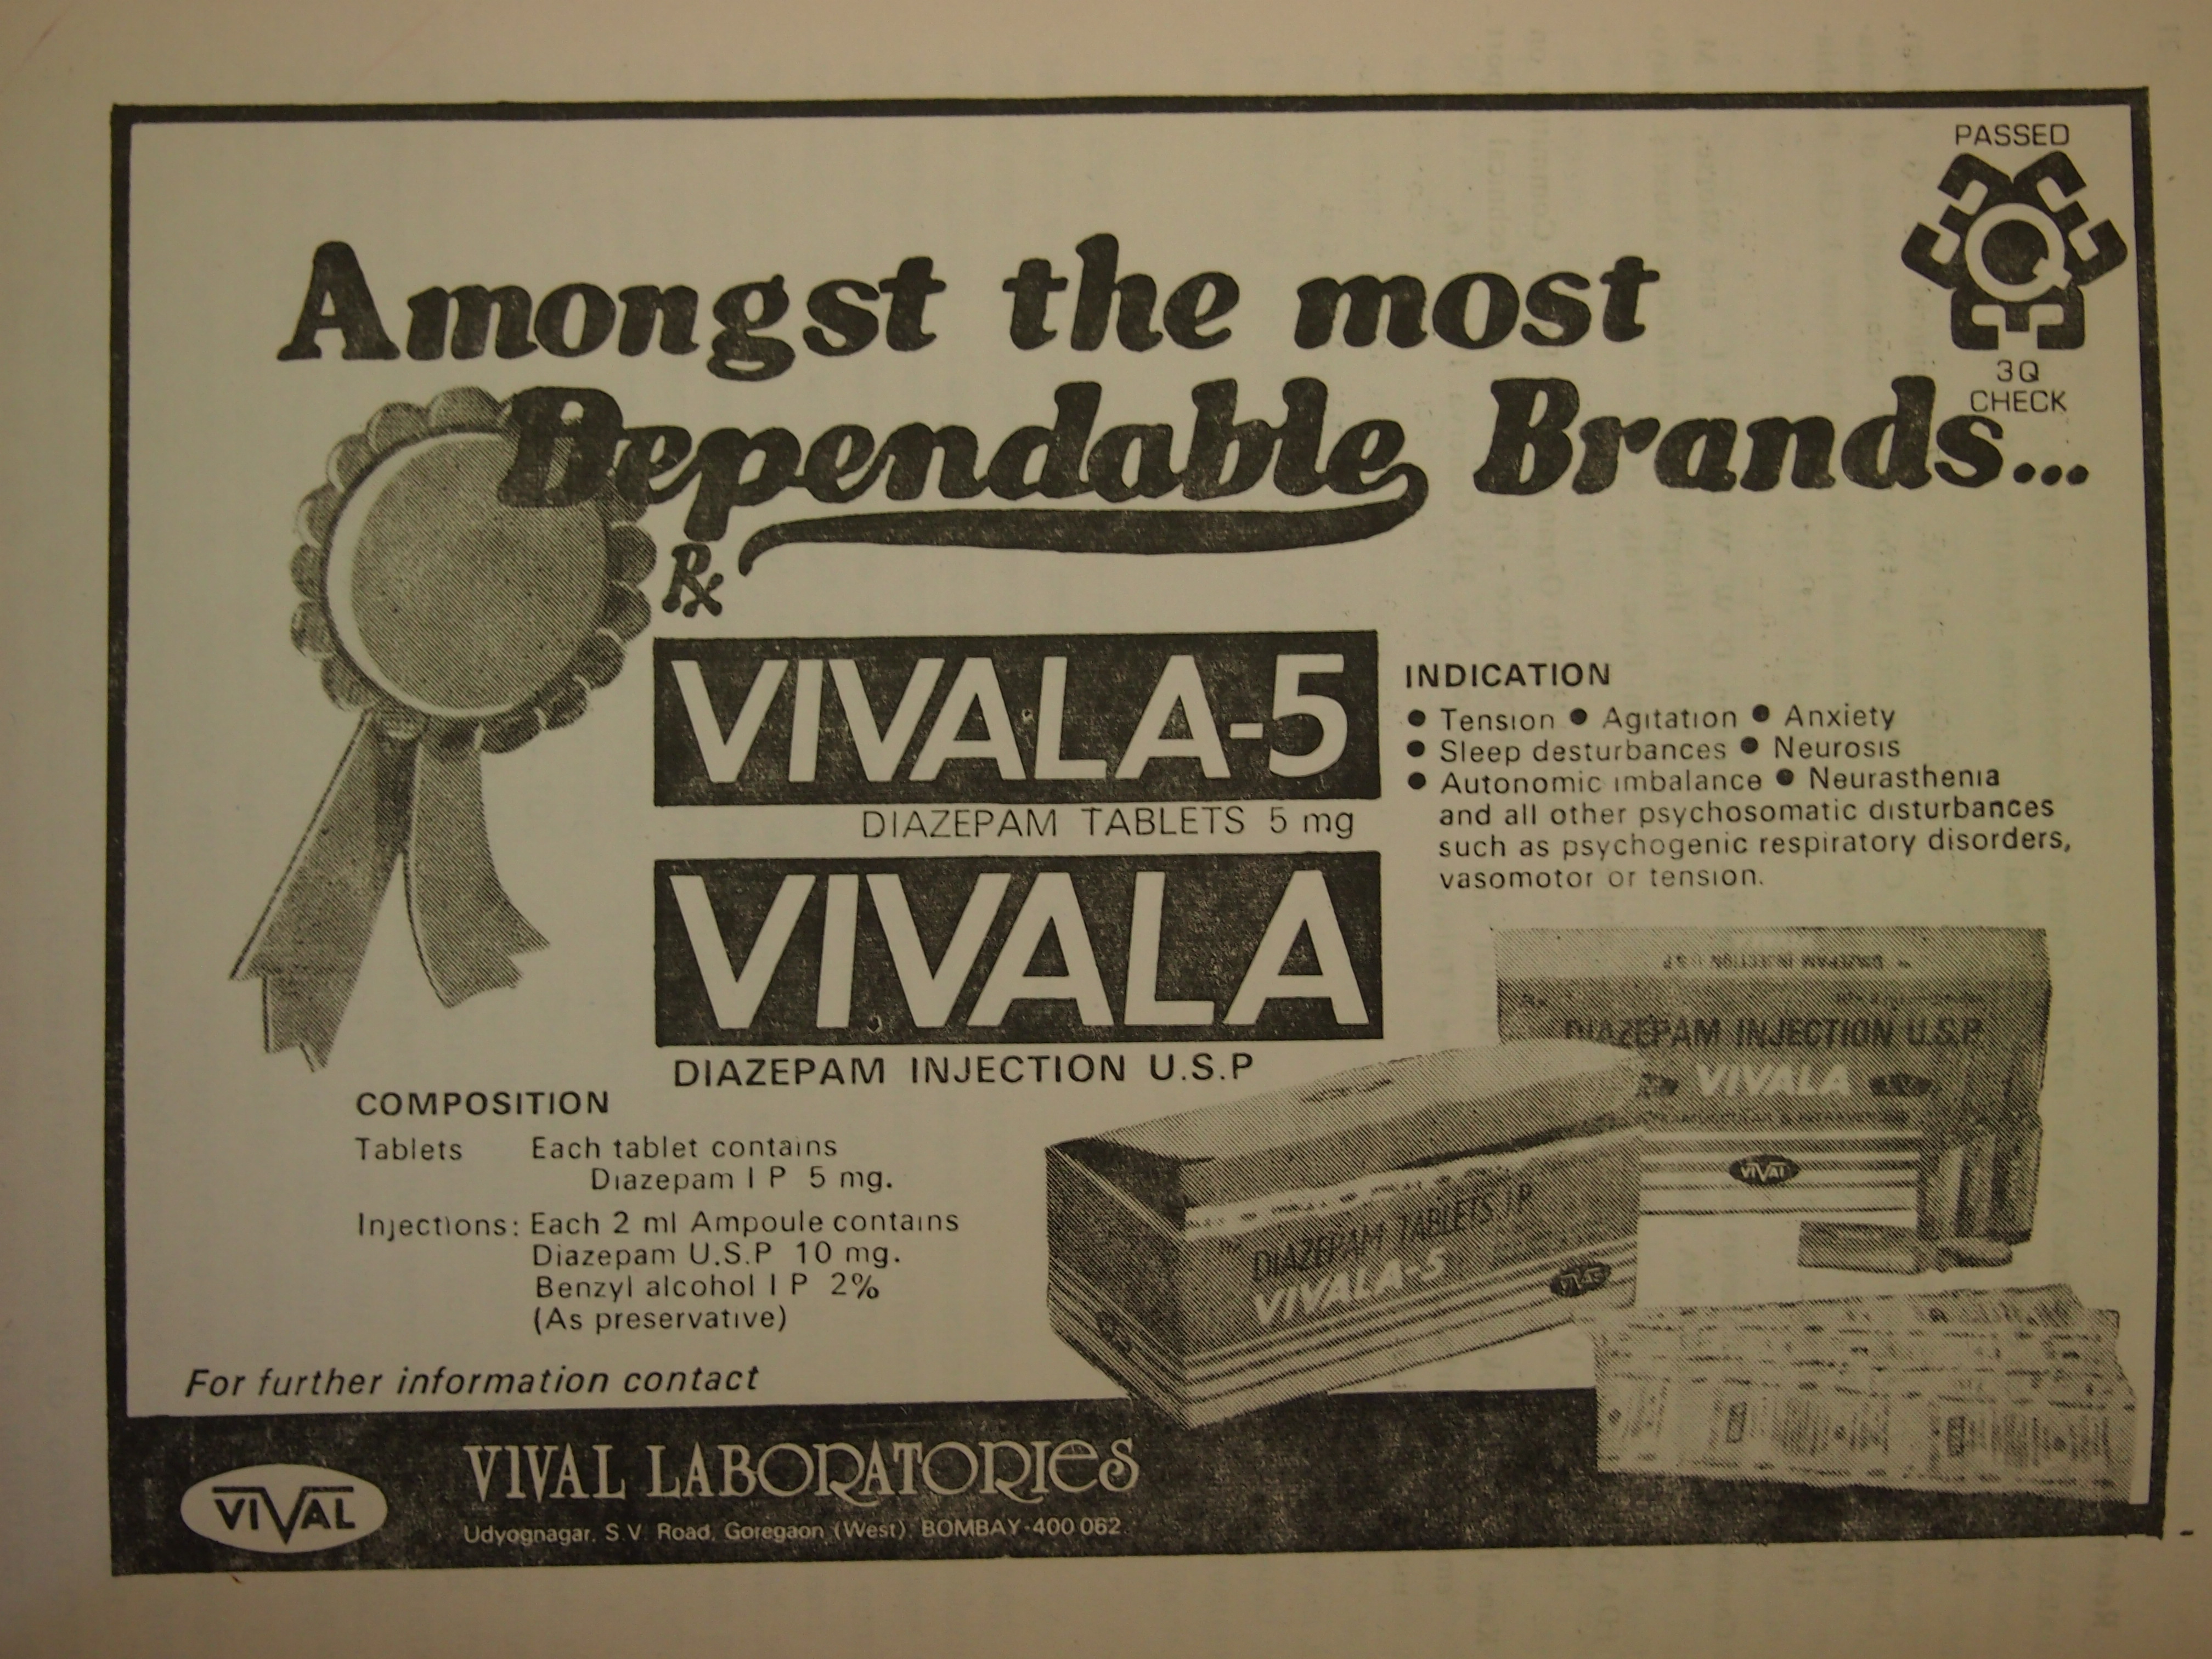 PASSED
3Q
CHECK
Amongst the most
Dependable Brands...
Rx
VIVALA-5
DIAZEPAM TABLETS 5 mg
VIVALA
DIAZEPAM INJECTION U.S.P
INDICATION
● Tension ● Agitation ● Anxiety
● Sleep desturbances ● Neurosis
● Autonomic imbalance ● Neurasthenia
and all other psychosomatic disturbances
such as psychogenic respiratory disorders,
vasomotor or tension.
COMPOSITION
Tablets Each tablet contains
Diazepam I P 5 mg.
Injections: Each 2 ml Ampoule contains
Diazepam U.S.P 10 mg.
Benzyl alcohol I P 2%
(As preservative)
DIAZEPAM INJECTION U.S.P
DIAZEPAM INJECTION U.S.P.
VIVALA
VIVAL
DIAZEPAM TABLETS I.P
VIVALA-5
VIVAL
For further information contact
VIVAL
VIVAL LABORATORIES
Udyognagar, S.V. Road, Goregaon (West), BOMBAY-400 062.